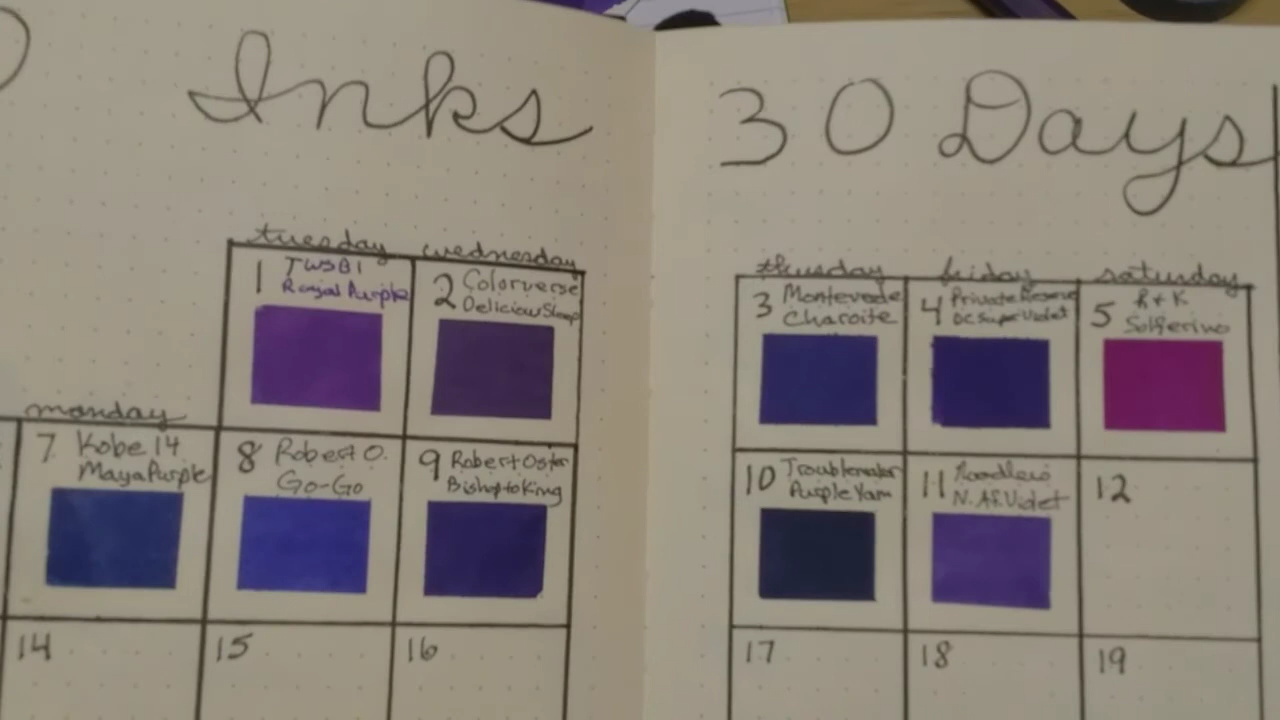 Inks
30 Days
tuesday
wednesday
thursday
friday
saturday
1 TWSBI
Royal Purple
2 Colorverse
Delicious Sleep
3 Monteverde
Charoite
4 Private Reserve
DC Super Violet
5 R + K
Solferino
monday
7 Kobe 14
Maya Purple
8 Robert O.
Go-Go
9 Robert Oster
Bishop to King
10 Troublemaker
Purple Yam
11 Noodlers
N. Af. Violet
12
14
15
16
17
18
19